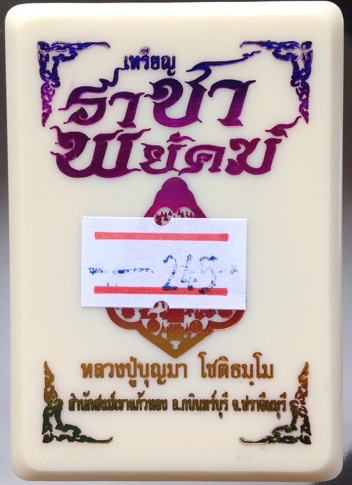 เหรียญ
ราชา
พยัคฆ์
245
หลวงปู่บุญมา โชติธมฺโม
สำนักสงฆ์เขาแก้วทอง อ.กบินทร์บุรี จ.ปราจีนบุรี